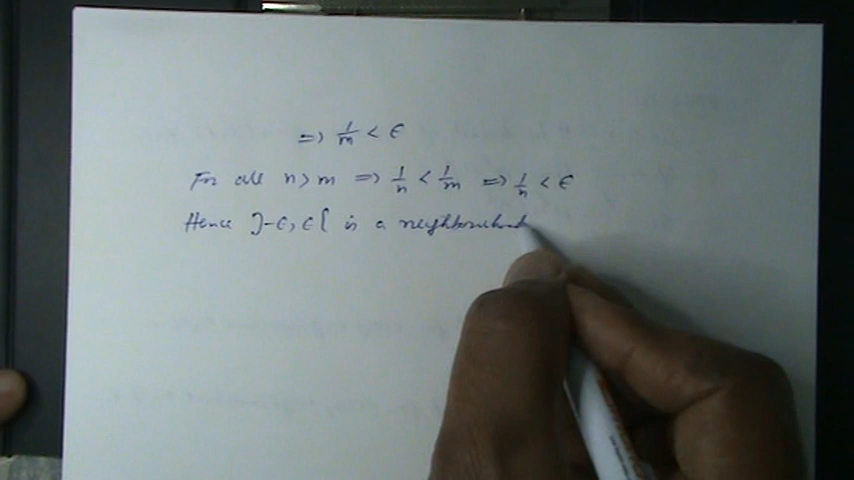 => 1/m < ϵ
For all n > m => 1/n < 1/m => 1/n < ϵ
Hence ]-ϵ, ϵ[ is a neighbourhood